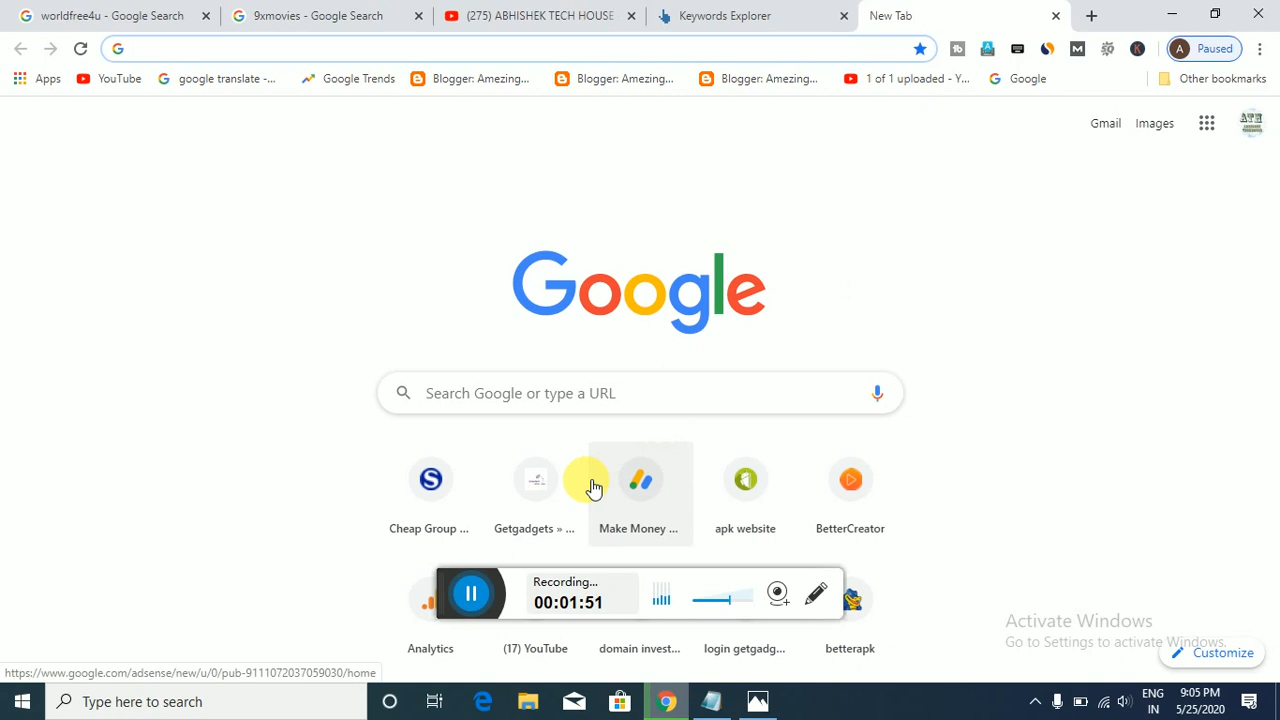 worldfree4u - Google Search
9xmovies - Google Search
(275) ABHISHEK TECH HOUSE
Keywords Explorer
New Tab
A Paused
Apps
YouTube
google translate -...
Google Trends
Blogger: Amazing...
Blogger: Amazing...
Blogger: Amazing...
1 of 1 uploaded - Y...
Google
Other bookmarks
Gmail
Images
ATH
Google
Search Google or type a URL
Cheap Group ...
Getgadgets » ...
Make Money ...
apk website
BetterCreator
Recording...
00:01:51
Analytics
(17) YouTube
domain invest...
login getgadg...
betterapk
Activate Windows
Go to Settings to activate Windows.
Customize
https://www.google.com/adsense/new/u/0/pub-9111072037059030/home
Type here to search
ENG
IN
9:05 PM
5/25/2020